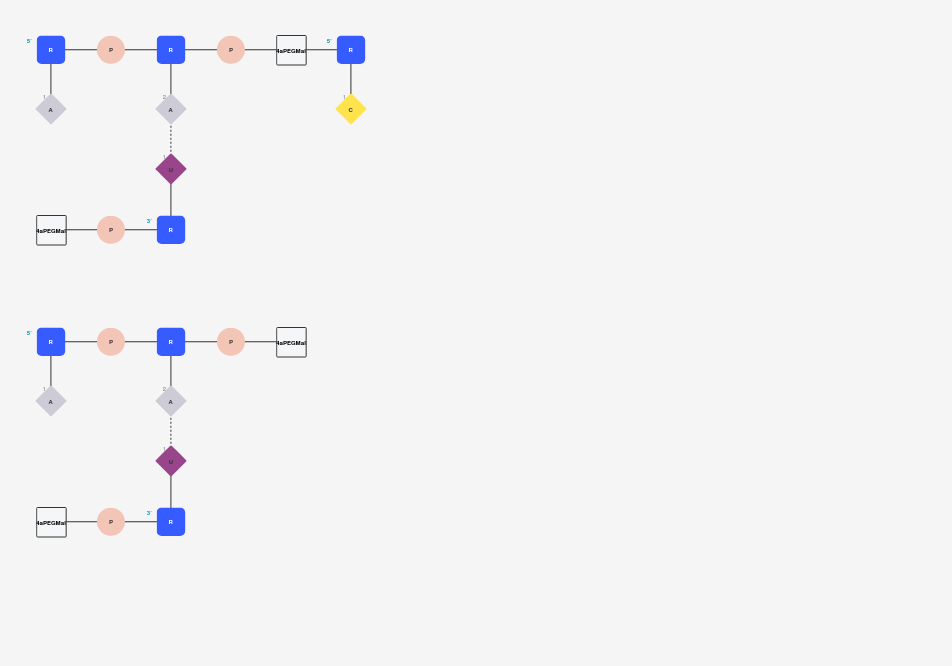 5' R P R P 4aPEGMal 5' R
1 A 2 A 1 C
1 U
4aPEGMal P 3' R
5' R P R P 4aPEGMal
1 A 2 A
1 U
4aPEGMal P 3' R